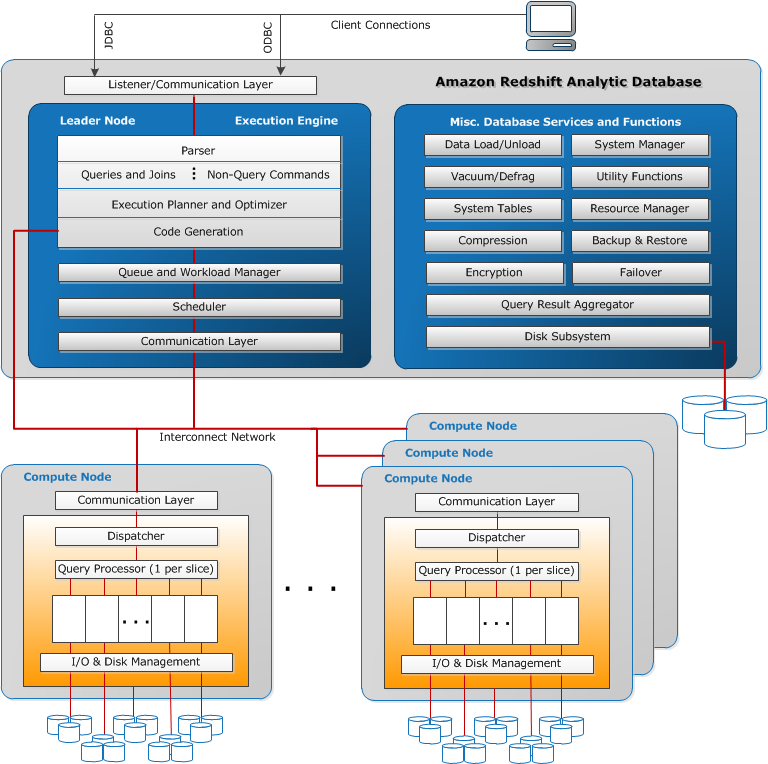 Client Connections
JDBC
ODBC
Listener/Communication Layer
Amazon Redshift Analytic Database
Leader Node
Execution Engine
Parser
Queries and Joins
Non-Query Commands
Execution Planner and Optimizer
Code Generation
Queue and Workload Manager
Scheduler
Communication Layer
Misc. Database Services and Functions
Data Load/Unload
System Manager
Vacuum/Defrag
Utility Functions
System Tables
Resource Manager
Compression
Backup & Restore
Encryption
Failover
Query Result Aggregator
Disk Subsystem
Interconnect Network
Compute Node
Communication Layer
Dispatcher
Query Processor (1 per slice)
...
I/O & Disk Management
. . .
Compute Node
Compute Node
Compute Node
Communication Layer
Dispatcher
Query Processor (1 per slice)
...
I/O & Disk Management